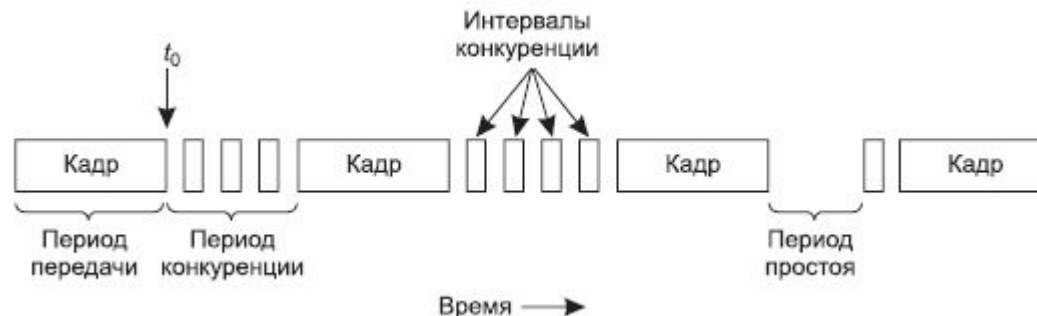 Интервалы
конкуренции
t₀
Кадр
Кадр
Кадр
Кадр
Период
передачи
Период
конкуренции
Период
простоя
Время